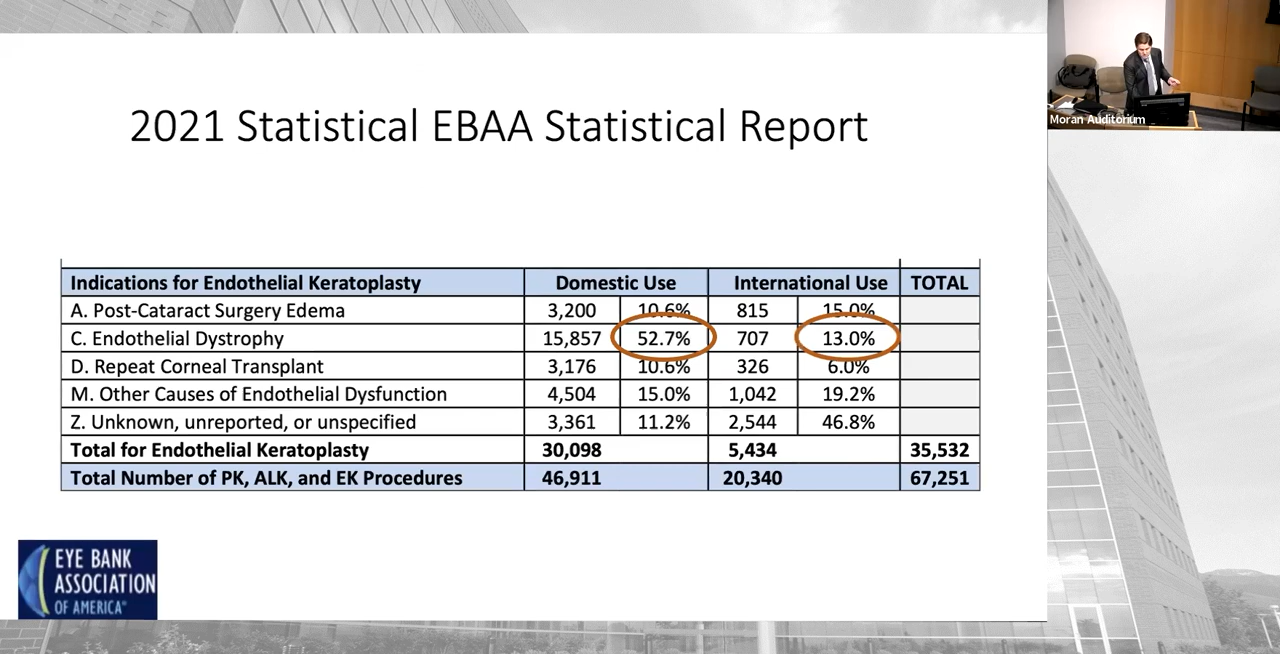 2021 Statistical EBAA Statistical Report
Moran Auditorium
Indications for Endothelial Keratoplasty Domestic Use International Use TOTAL
A. Post-Cataract Surgery Edema 3,200 10.6% 815 15.0%
C. Endothelial Dystrophy 15,857 52.7% 707 13.0%
D. Repeat Corneal Transplant 3,176 10.6% 326 6.0%
M. Other Causes of Endothelial Dysfunction 4,504 15.0% 1,042 19.2%
Z. Unknown, unreported, or unspecified 3,361 11.2% 2,544 46.8%
Total for Endothelial Keratoplasty 30,098 5,434 35,532
Total Number of PK, ALK, and EK Procedures 46,911 20,340 67,251
EYE BANK
ASSOCIATION
OF AMERICA